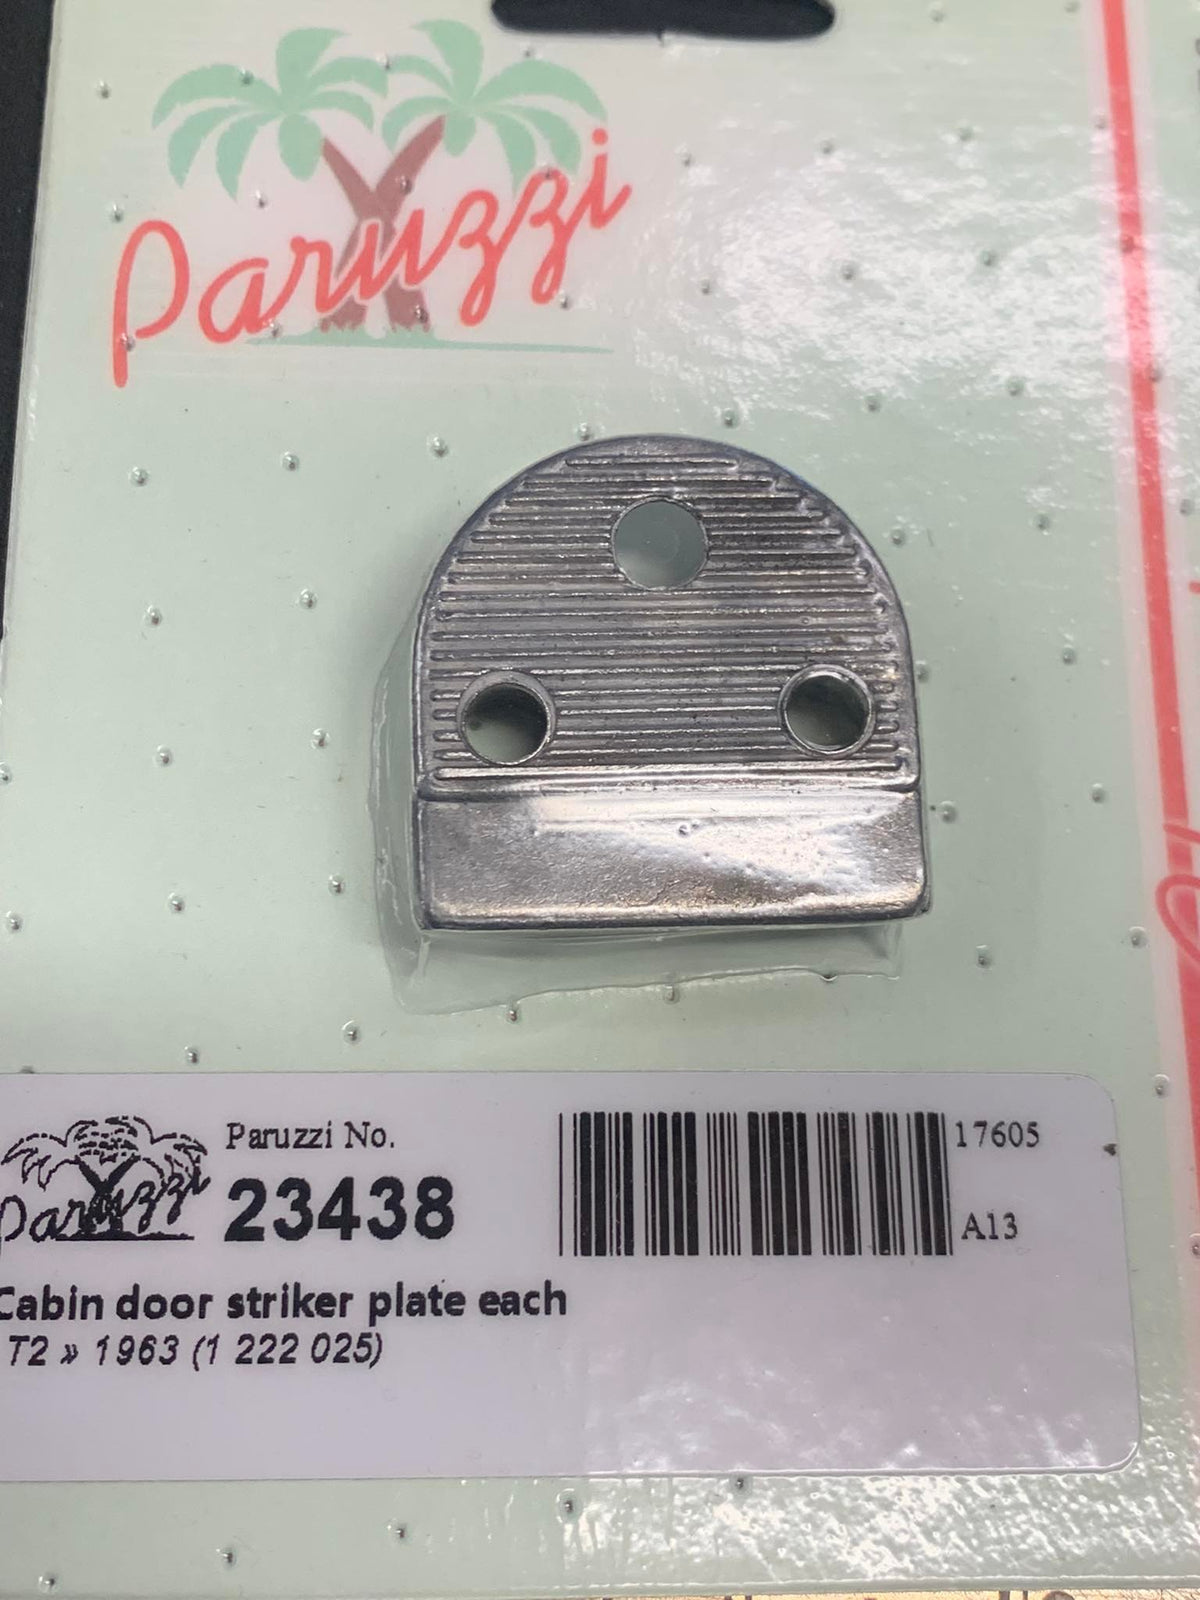 Paruzzi
Paruzzi No.
23438
Paruzzi
17605
A13
Cabin door striker plate each
T2 » 1963 (1 222 025)